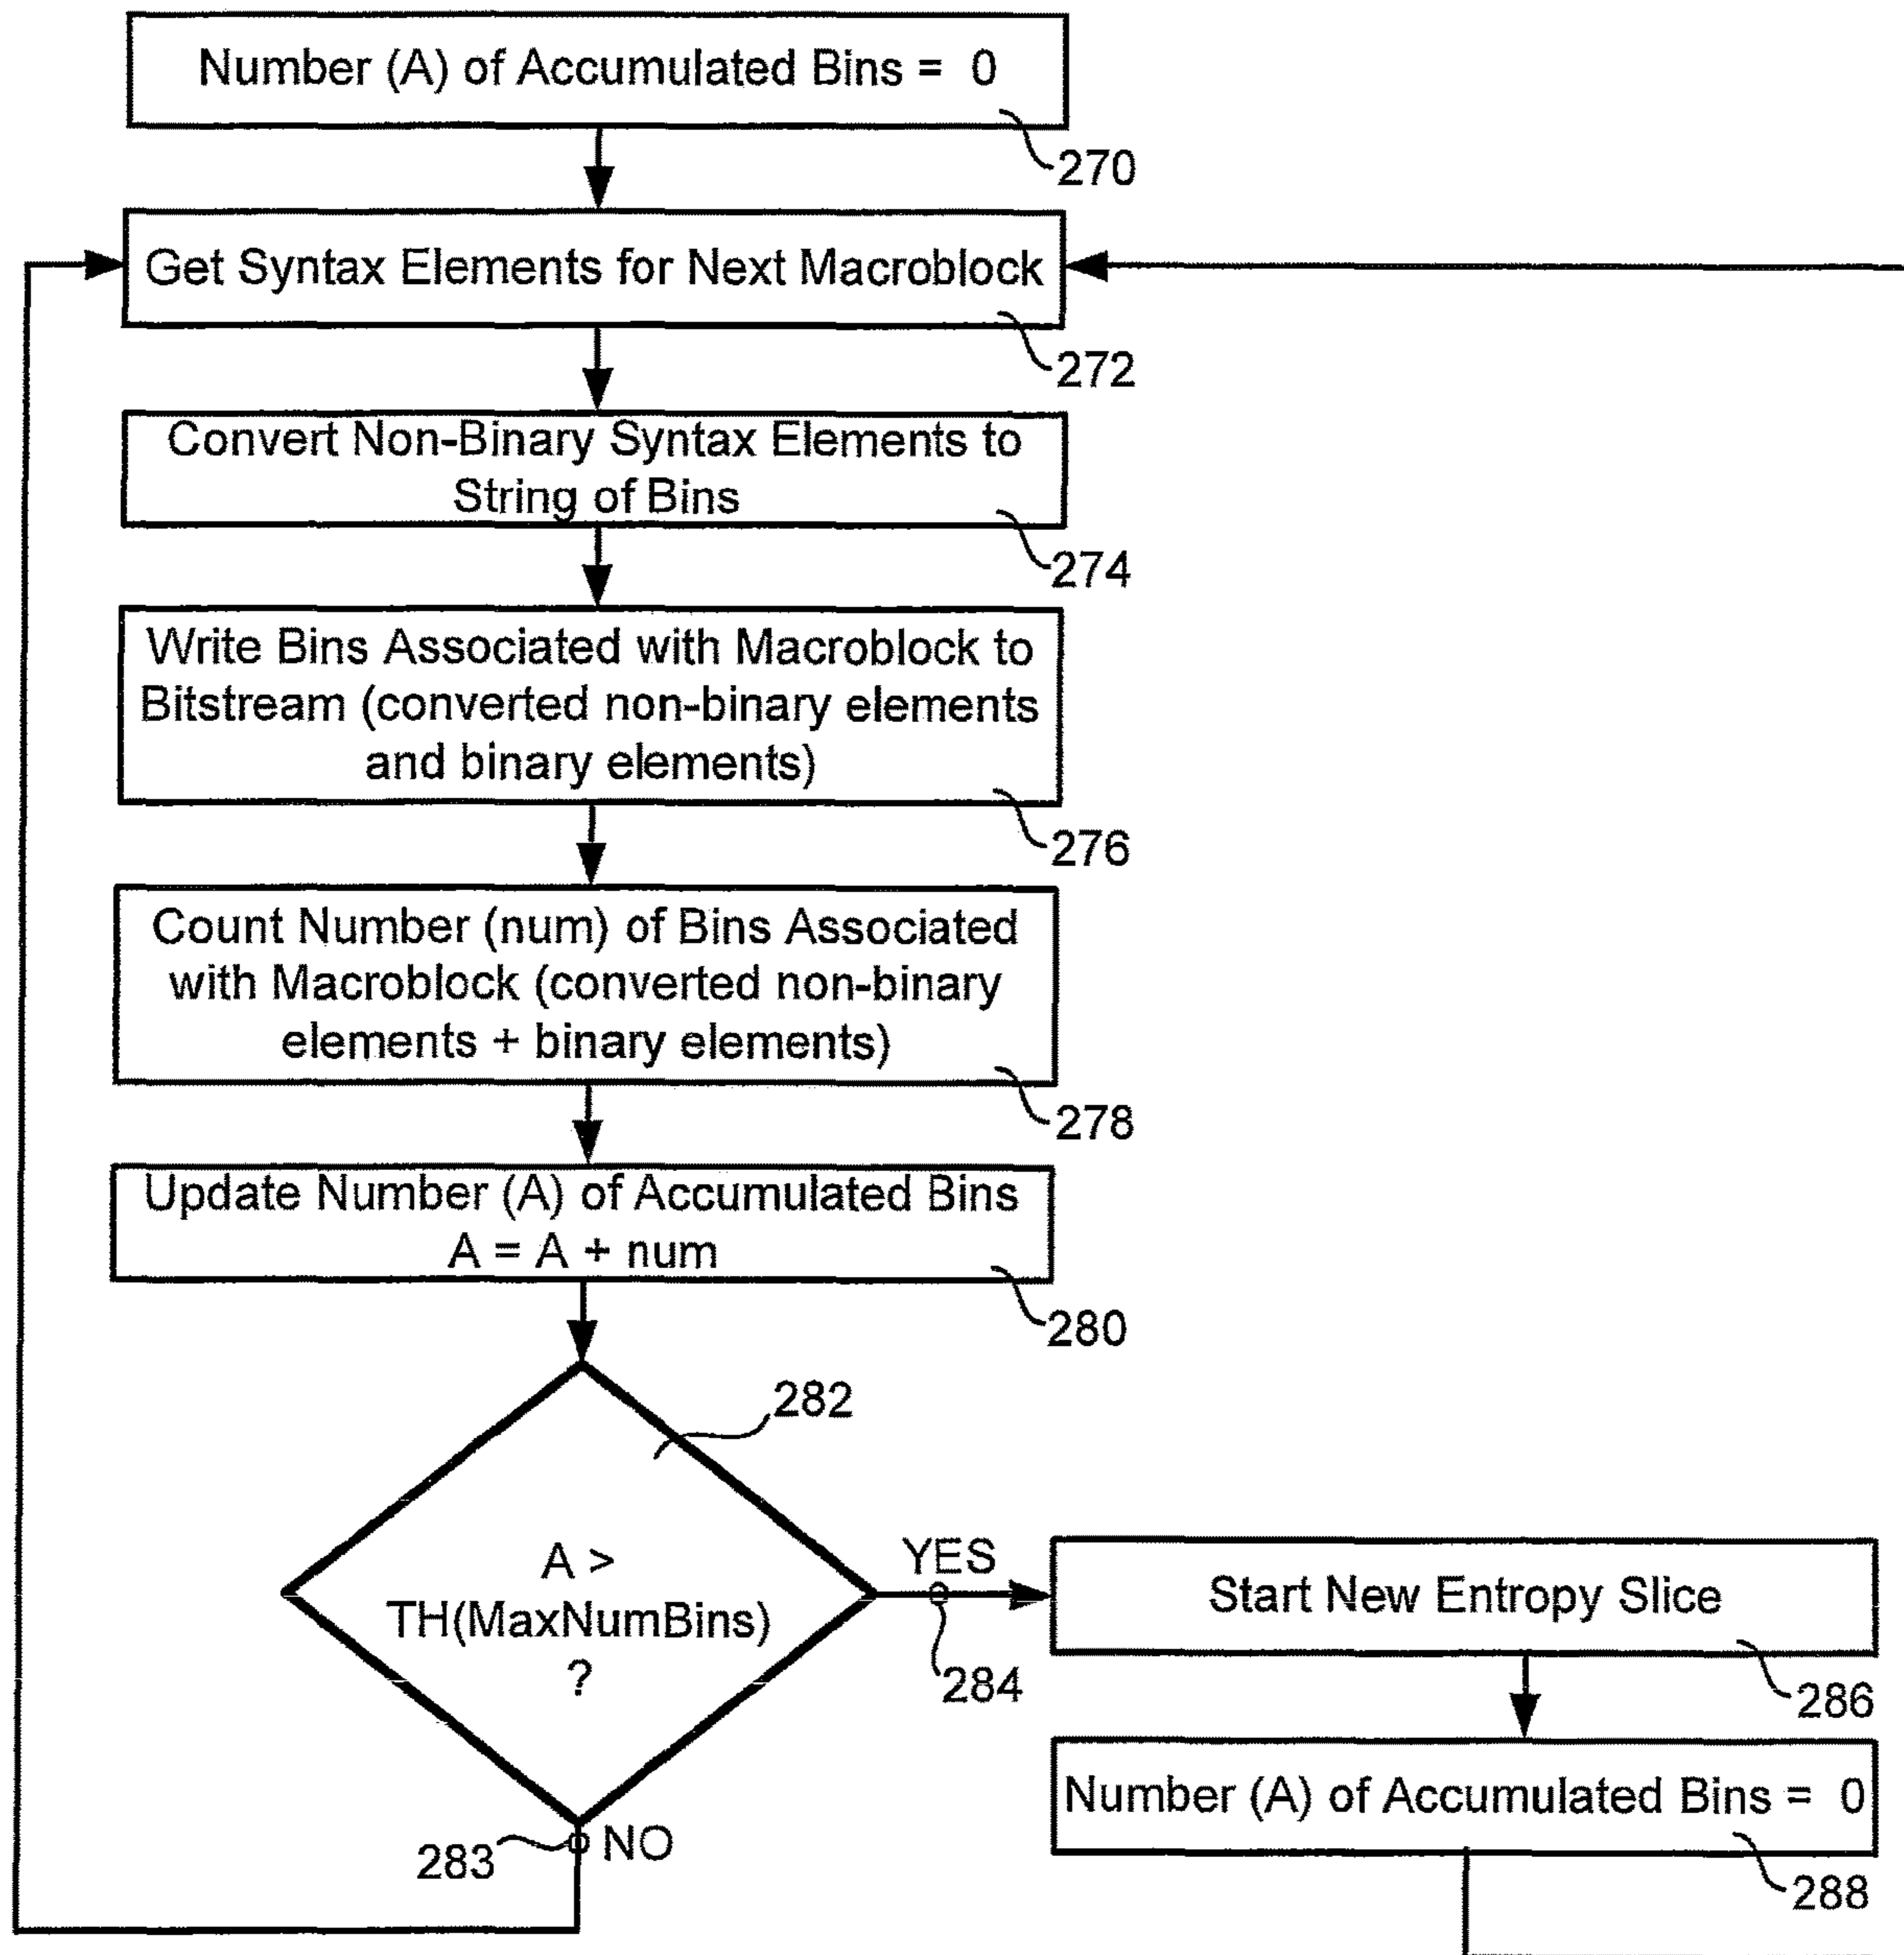 Number (A) of Accumulated Bins = 0
270
Get Syntax Elements for Next Macroblock
272
Convert Non-Binary Syntax Elements to
String of Bins
274
Write Bins Associated with Macroblock to
Bitstream (converted non-binary elements
and binary elements)
276
Count Number (num) of Bins Associated
with Macroblock (converted non-binary
elements + binary elements)
278
Update Number (A) of Accumulated Bins
A = A + num
280
282
A >
TH(MaxNumBins)
?
YES
284
Start New Entropy Slice
286
Number (A) of Accumulated Bins = 0
288
283
NO